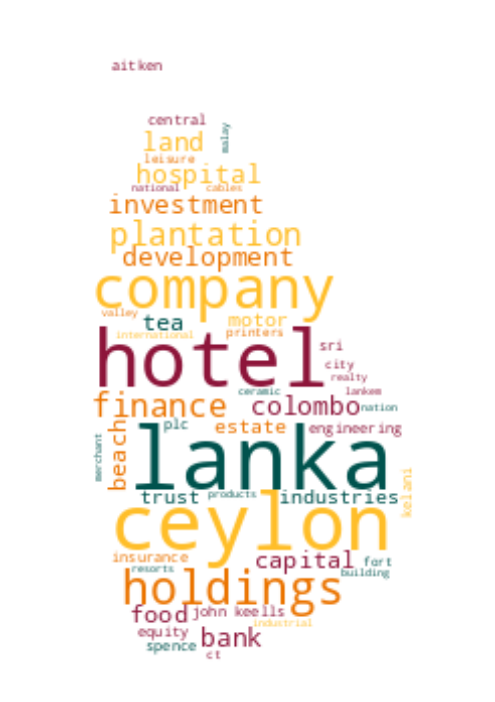 aitken
central
land malay
leisure
hospital
national cables
investment
plantation
development
company
valley tea motor
international printers
hotel sri
city
realty
ceramic lankem
finance colombo nation
plc estate engineering
merchant beach lanka
trust products industries kelani
ceylon
insurance capital fort
resorts building
holdings
food john keells
industrial
equity bank
spence
ct